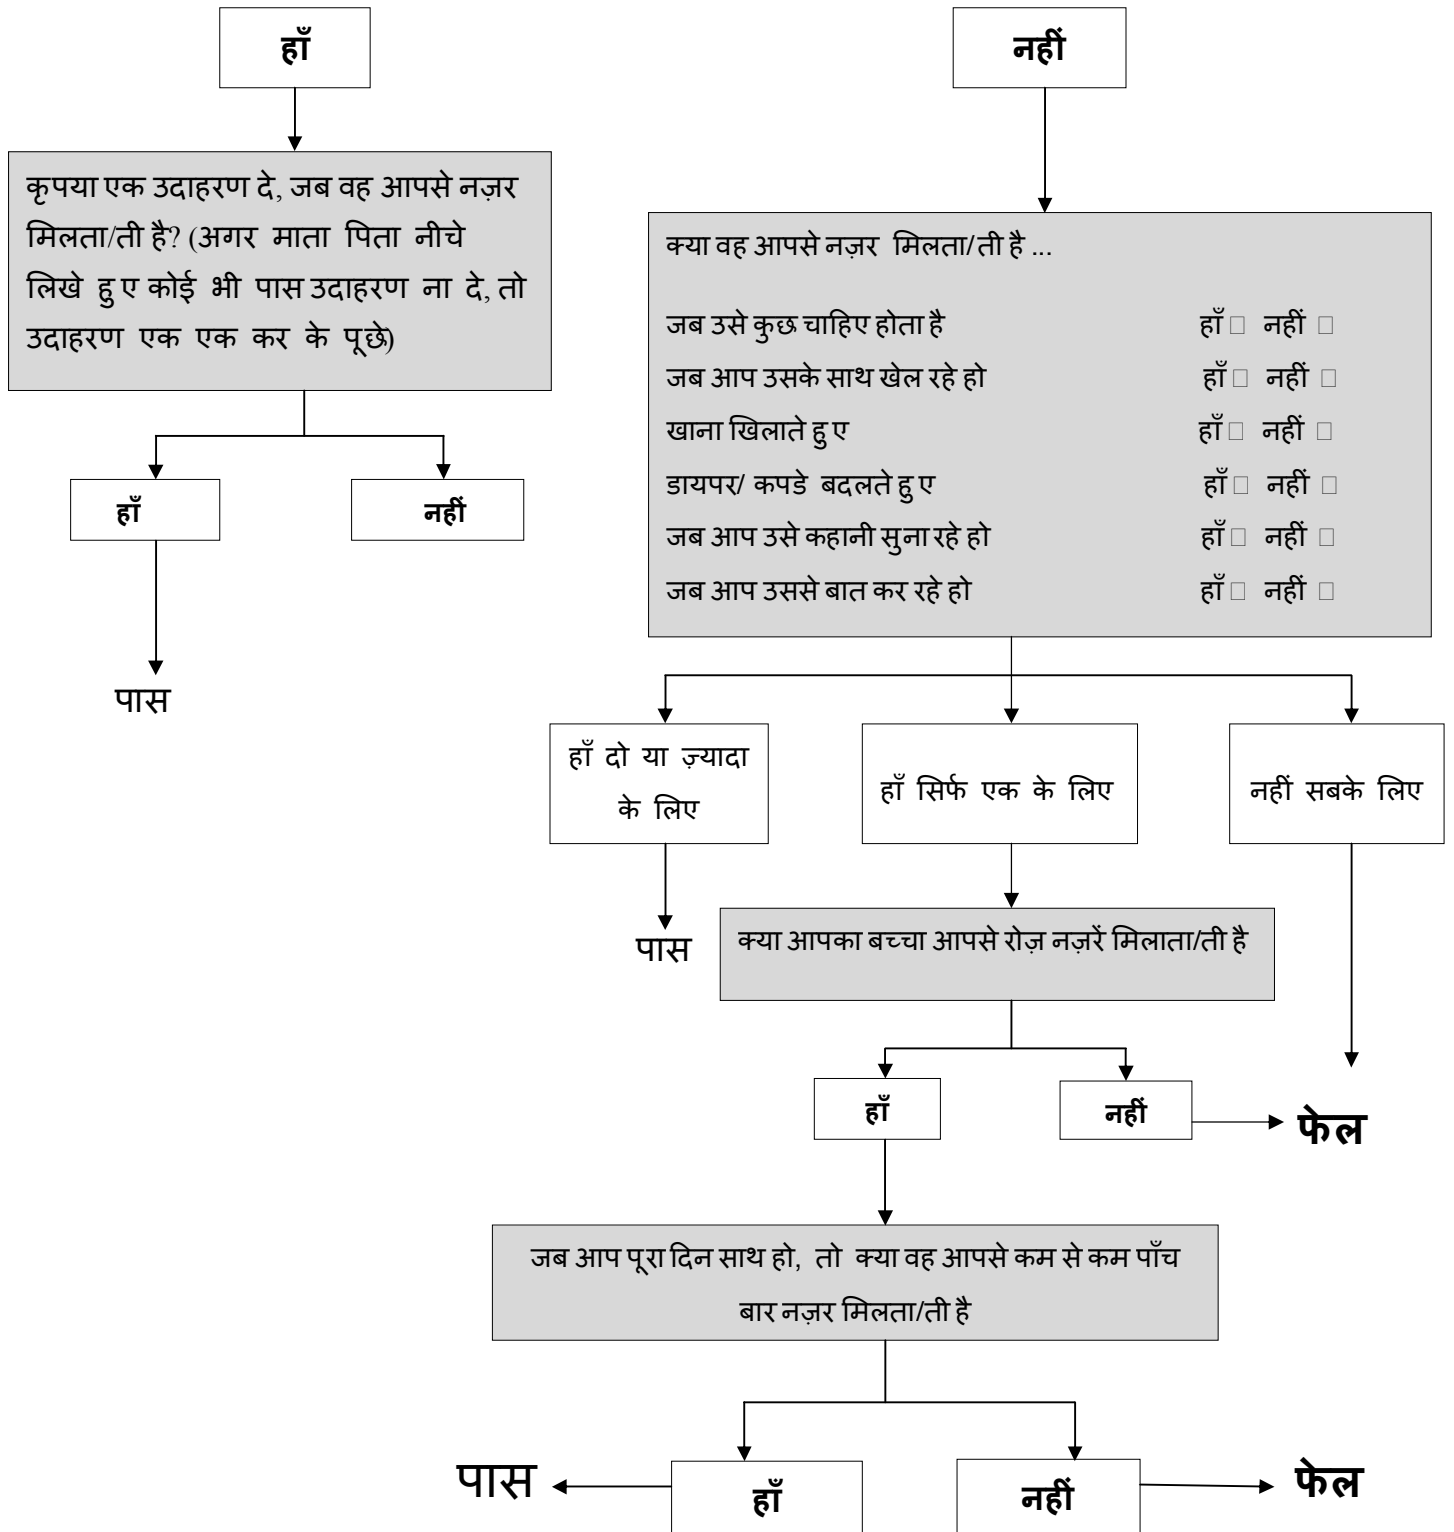 हाँ
नहीं
कृपया एक उदाहरण दे, जब वह आपसे नज़र
मिलता/ती है? (अगर माता पिता नीचे
लिखे हुए कोई भी पास उदाहरण ना दे, तो
उदाहरण एक एक कर के पूछे)
हाँ
नहीं
पास
क्या वह आपसे नज़र मिलता/ती है ...
जब उसे कुछ चाहिए होता है हाँ □ नहीं □
जब आप उसके साथ खेल रहे हो हाँ □ नहीं □
खाना खिलाते हुए हाँ □ नहीं □
डायपर/ कपडे बदलते हुए हाँ □ नहीं □
जब आप उसे कहानी सुना रहे हो हाँ □ नहीं □
जब आप उससे बात कर रहे हो हाँ □ नहीं □
हाँ दो या ज़्यादा
के लिए
हाँ सिर्फ एक के लिए
नहीं सबके लिए
पास
क्या आपका बच्चा आपसे रोज़ नज़रें मिलाता/ती है
हाँ
नहीं
फेल
जब आप पूरा दिन साथ हो, तो क्या वह आपसे कम से कम पाँच
बार नज़र मिलता/ती है
पास
हाँ
नहीं
फेल